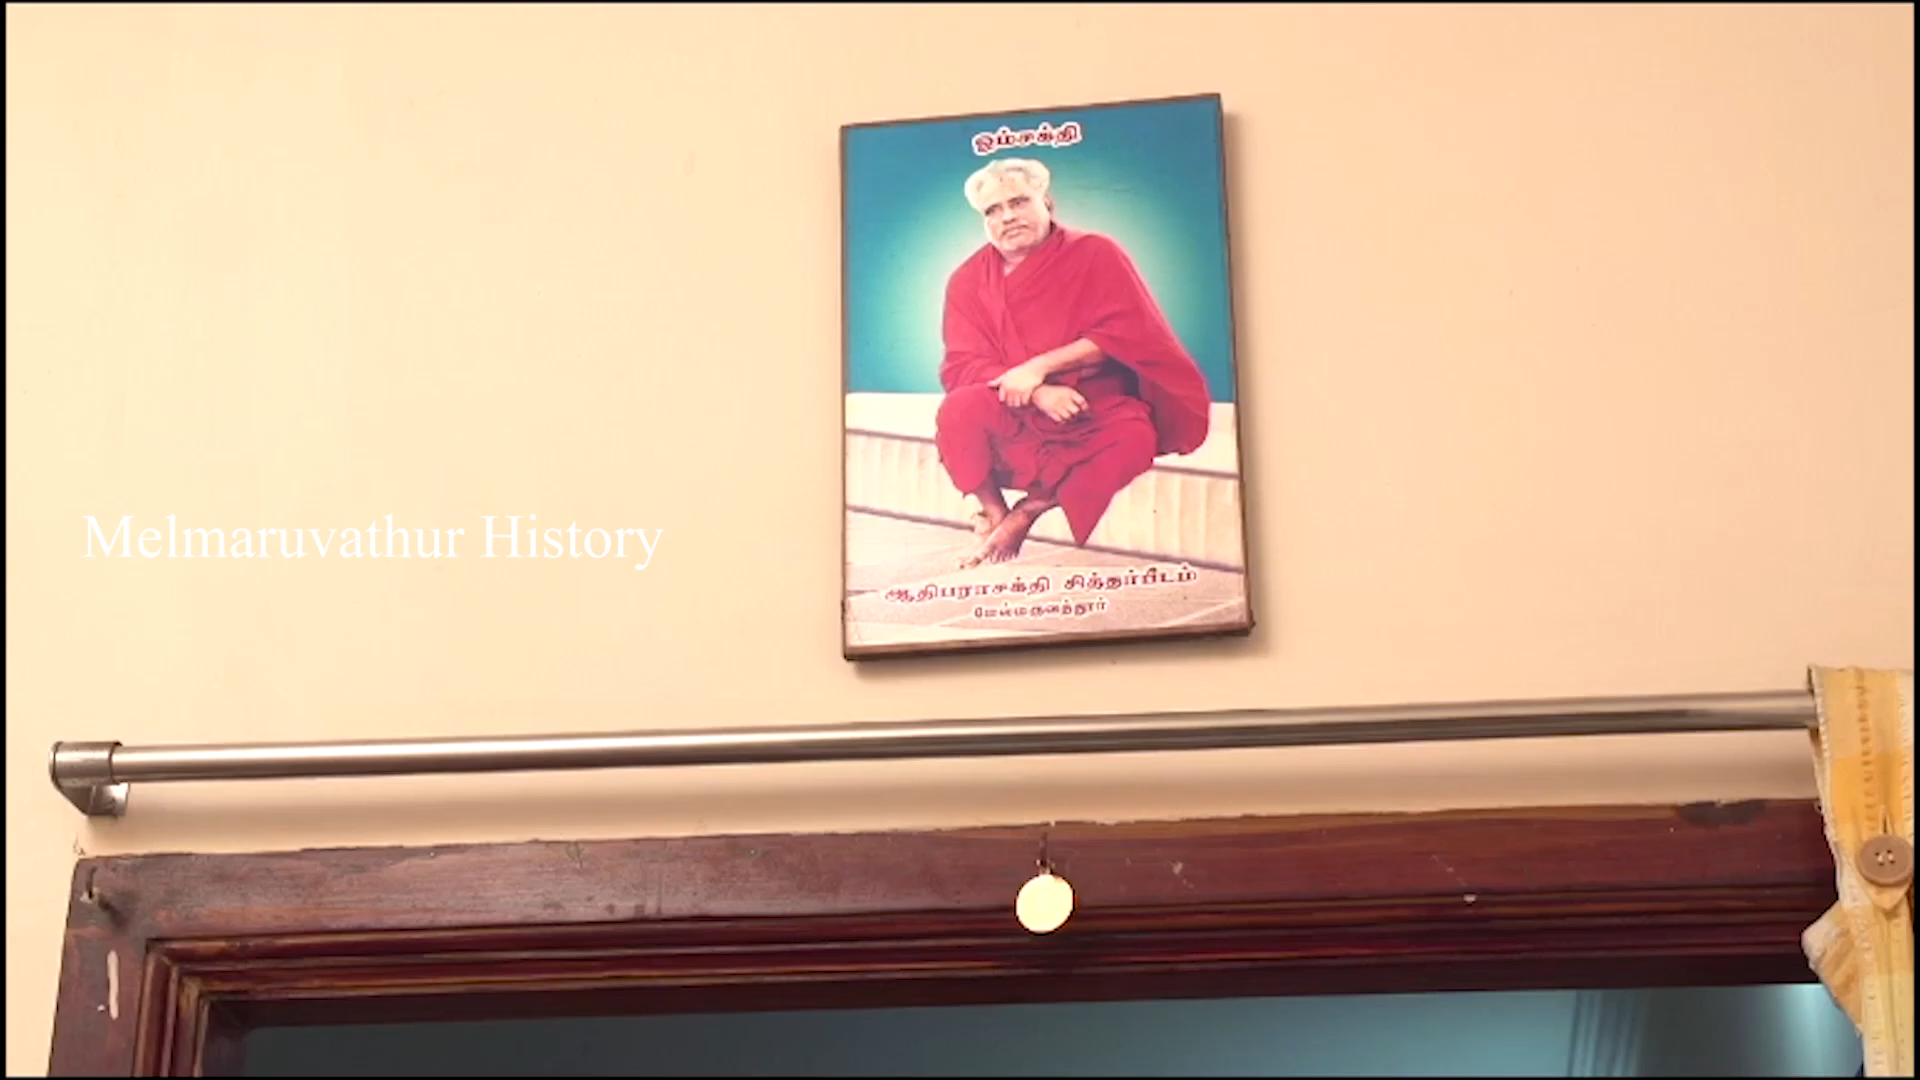 ஓம்சக்தி
Melmaruvathur History
ஆதிபராசக்தி சித்தர்பீடம்
மேல்மருவத்தூர்